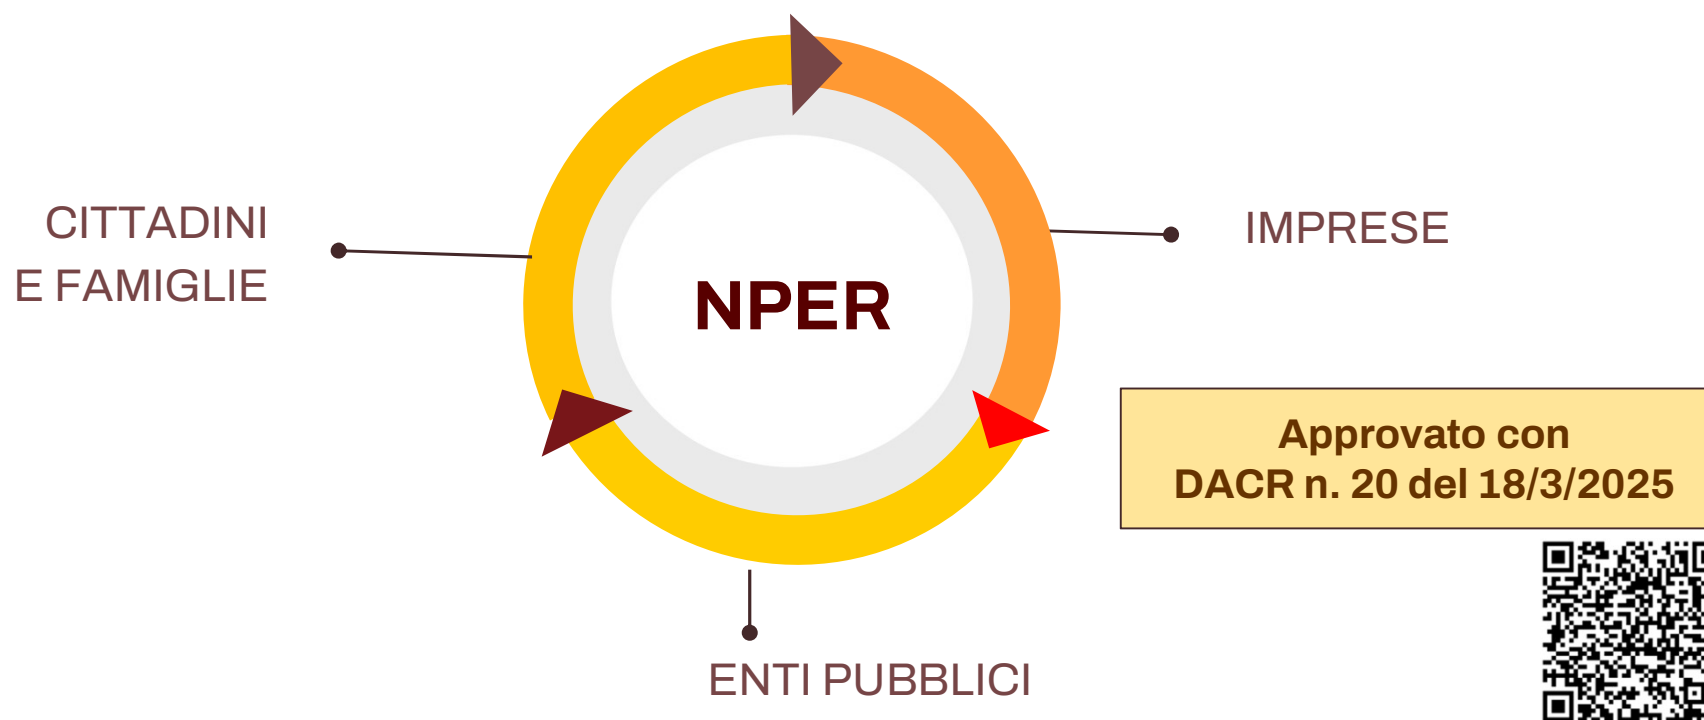 CITTADINI
E FAMIGLIE
IMPRESE
NPER
Approvato con
DACR n. 20 del 18/3/2025
ENTI PUBBLICI